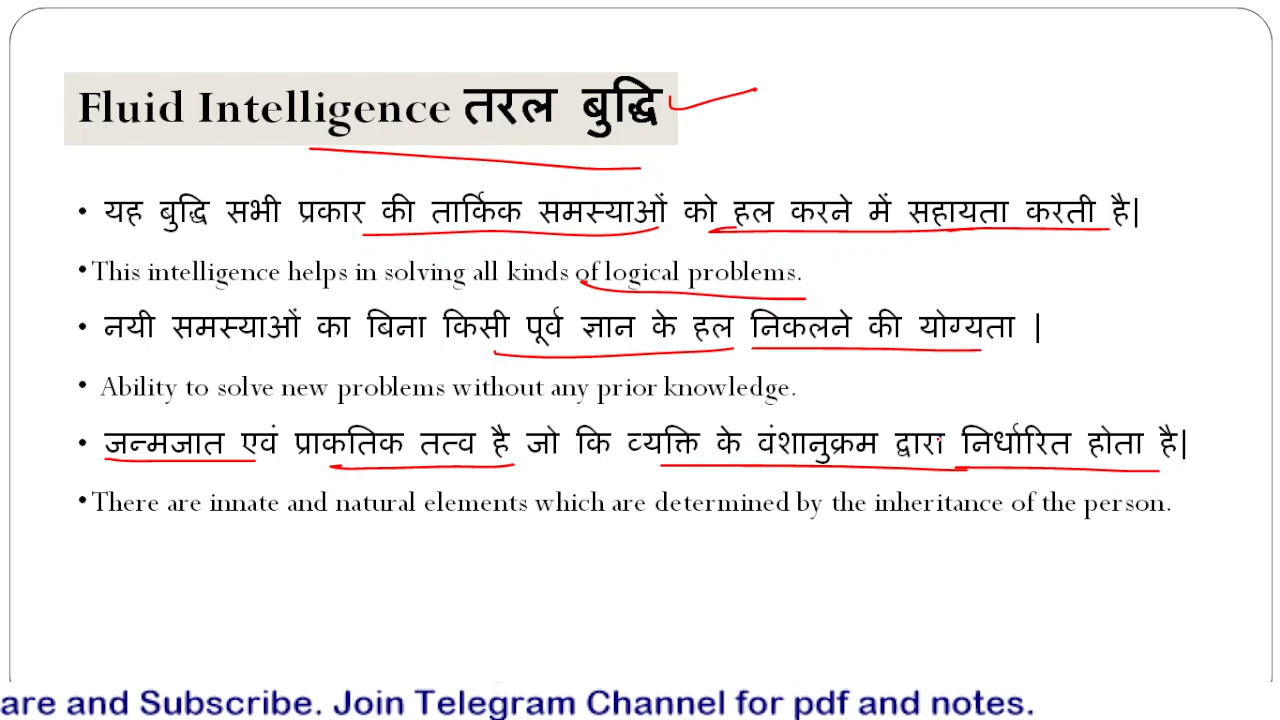 Fluid Intelligence तरल बुद्धि
• यह बुद्धि सभी प्रकार की तार्किक समस्याओं को हल करने में सहायता करती है|
• This intelligence helps in solving all kinds of logical problems.
• नयी समस्याओं का बिना किसी पूर्व ज्ञान के हल निकलने की योग्यता |
• Ability to solve new problems without any prior knowledge.
• जन्मजात एवं प्राकतिक तत्व है जो कि व्यक्ति के वंशानुक्रम द्वारा निर्धारित होता है|
• There are innate and natural elements which are determined by the inheritance of the person.
are and Subscribe. Join Telegram Channel for pdf and notes.